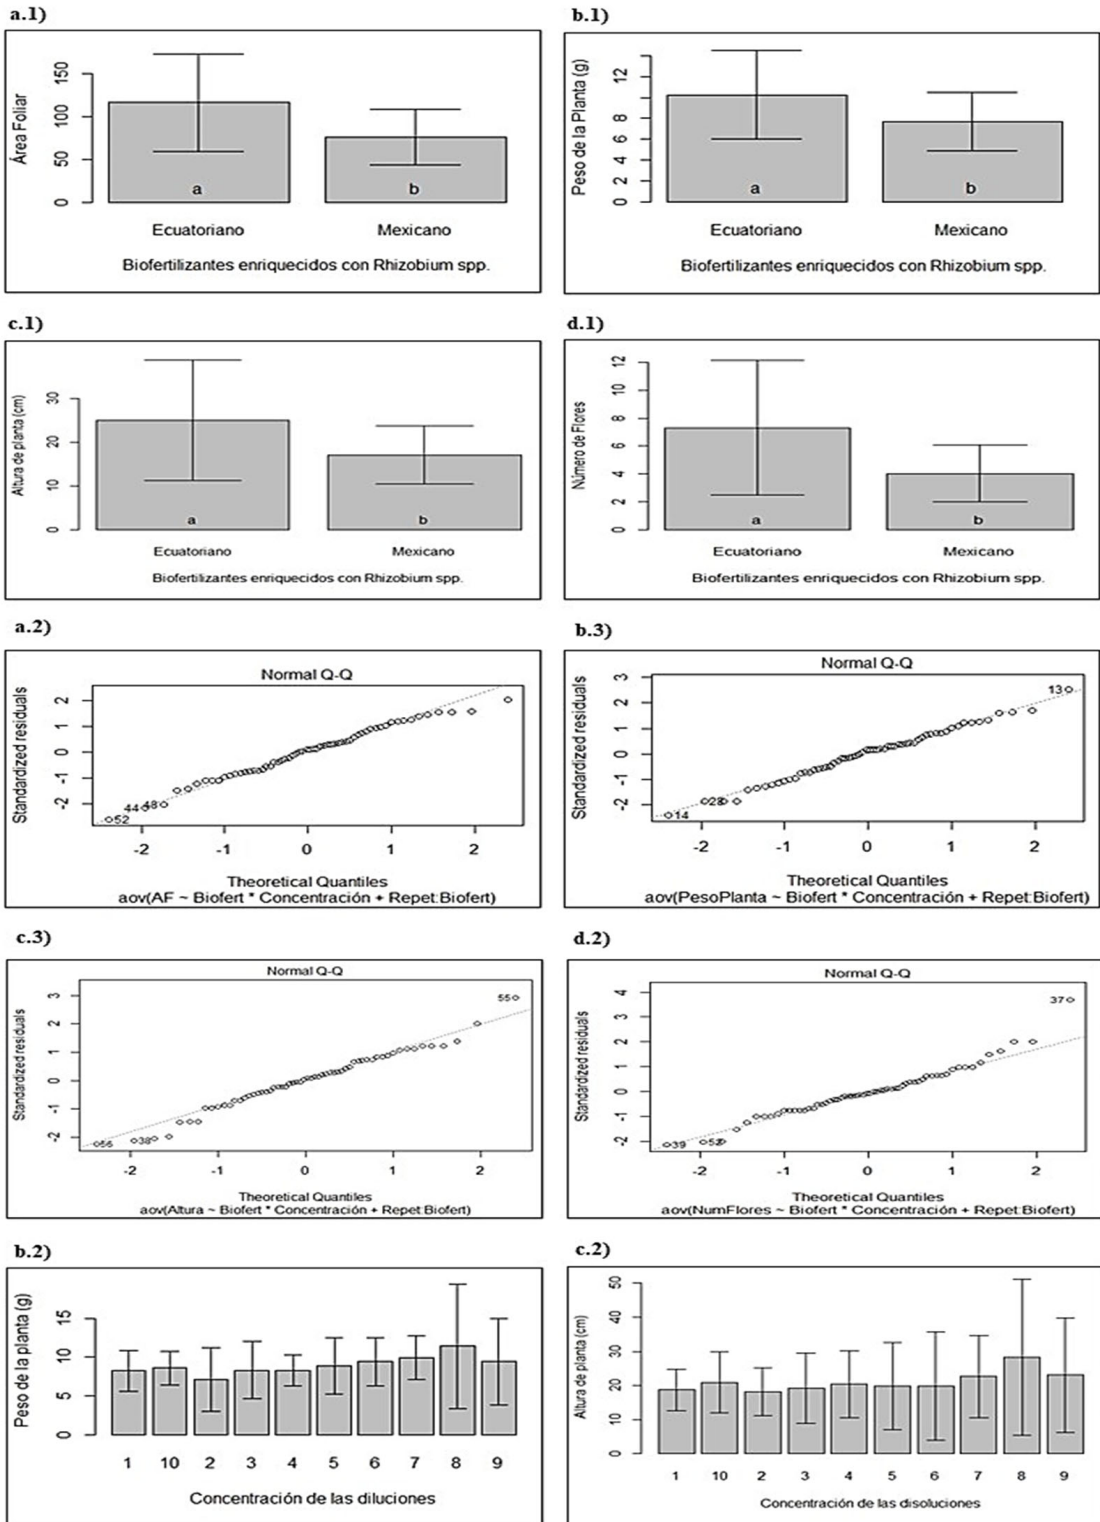 a.1)
Área Foliar
150
100
50
0
a
b
Ecuatoriano Mexicano
Biofertilizantes enriquecidos con Rhizobium spp.
b.1)
Peso de la Planta (g)
12
8
6
4
2
0
a
b
Ecuatoriano Mexicano
Biofertilizantes enriquecidos con Rhizobium spp.
c.1)
Altura de planta (cm)
30
20
10
0
a
b
Ecuatoriano Mexicano
Biofertilizantes enriquecidos con Rhizobium spp.
d.1)
Número de Flores
12
10
8
6
4
2
0
a
b
Ecuatoriano Mexicano
Biofertilizantes enriquecidos con Rhizobium spp.
a.2)
Normal Q-Q
Standardized residuals
2
1
0
-1
-2
44
48
52
-2 -1 0 1 2
Theoretical Quantiles
aov(AF ~ Biofert * Concentración + Repet:Biofert)
b.3)
Normal Q-Q
Standardized residuals
3
2
1
0
-1
-2
13
28
14
-2 -1 0 1 2
Theoretical Quantiles
aov(PesoPlanta ~ Biofert * Concentración + Repet:Biofert)
c.3)
Normal Q-Q
Standardized residuals
3
2
1
0
-1
-2
55
38
56
-2 -1 0 1 2
Theoretical Quantiles
aov(Altura ~ Biofert * Concentración + Repet:Biofert)
d.2)
Normal Q-Q
Standardized residuals
4
3
2
1
0
-1
-2
37
39
-2 -1 0 1 2
Theoretical Quantiles
aov(NumFlores ~ Biofert * Concentración + Repet:Biofert)
b.2)
Peso de la planta (g)
15
10
5
0
1 10 2 3 4 5 6 7 8 9
Concentración de las diluciones
c.2)
Altura de planta (cm)
50
40
30
20
10
0
1 10 2 3 4 5 6 7 8 9
Concentración de las disoluciones